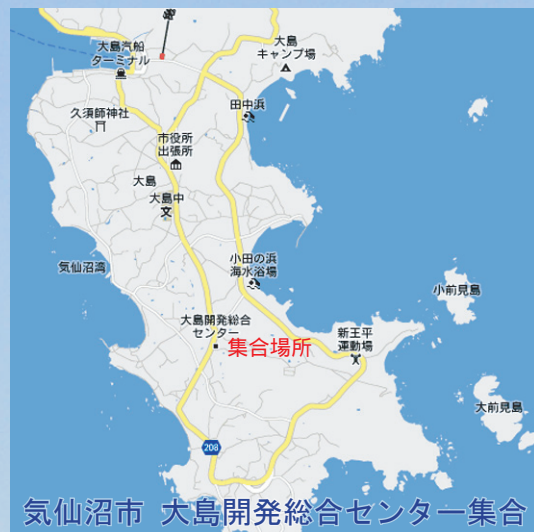 大島汽船
ターミナル
大島
キャンプ場
久須師神社
田中浜
市役所
出張所
大島
大島中
気仙沼湾
小田の浜
海水浴場
小前見島
大島開発総合
センター
集合場所
新王平
運動場
大前見島
208
気仙沼市 大島開発総合センター集合